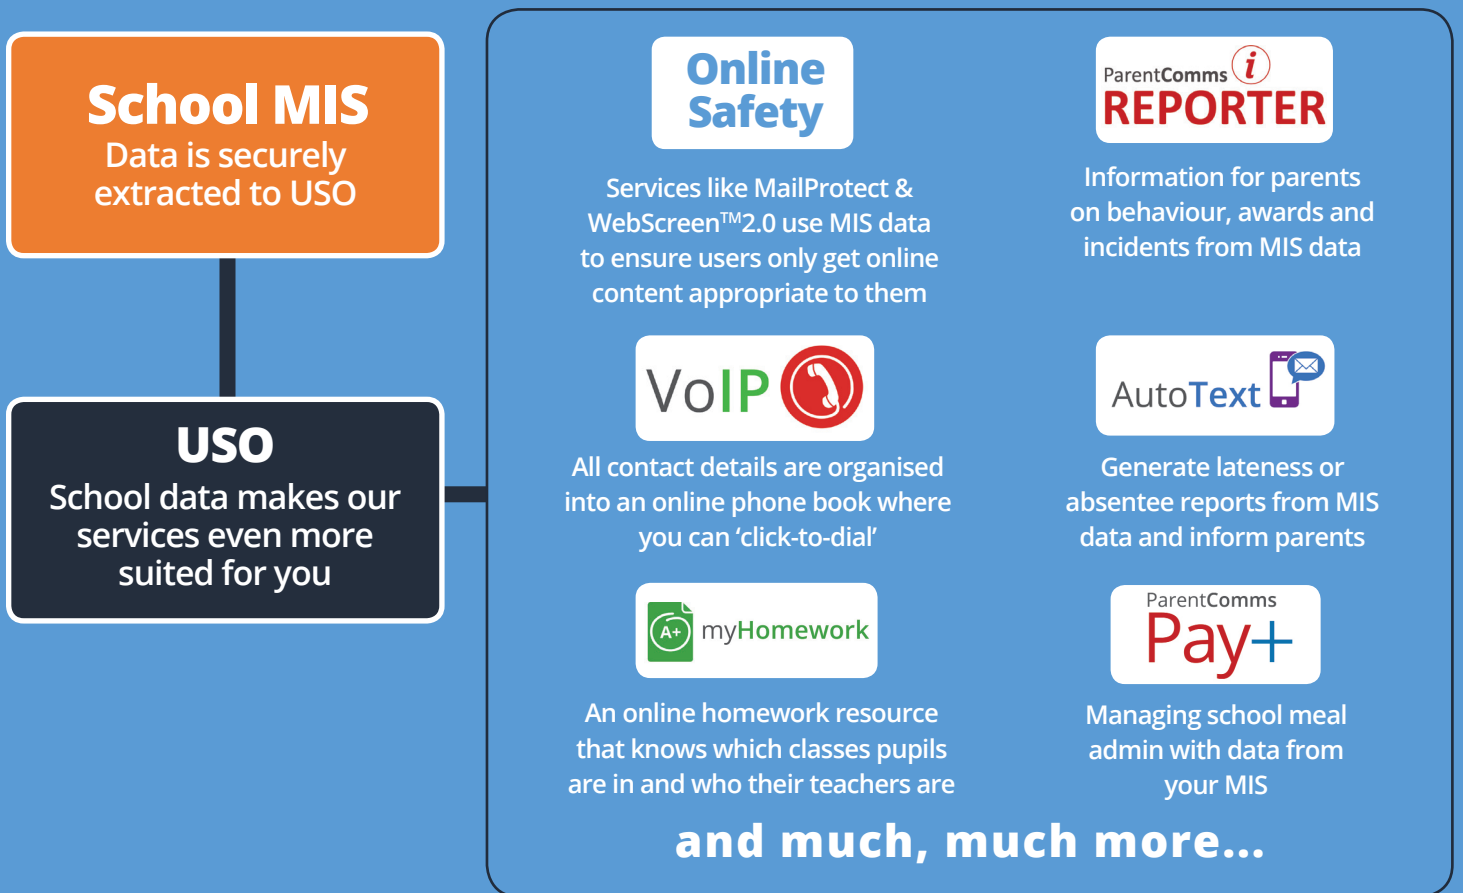 School MIS
Data is securely
extracted to USO
USO
School data makes our
services even more
suited for you
Online
Safety
Services like MailProtect &
WebScreen™2.0 use MIS data
to ensure users only get online
content appropriate to them
ParentComms i
REPORTER
Information for parents
on behaviour, awards and
incidents from MIS data
VoIP
All contact details are organised
into an online phone book where
you can ‘click-to-dial’
AutoText
Generate lateness or
absentee reports from MIS
data and inform parents
A+ myHomework
An online homework resource
that knows which classes pupils
are in and who their teachers are
ParentComms
Pay+
Managing school meal
admin with data from
your MIS
and much, much more...